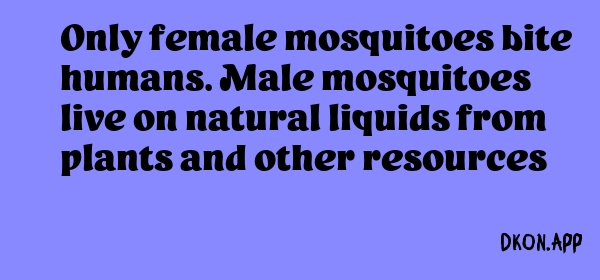 Only female mosquitoes bite
humans. Male mosquitoes
live on natural liquids from
plants and other resources
DKON.APP